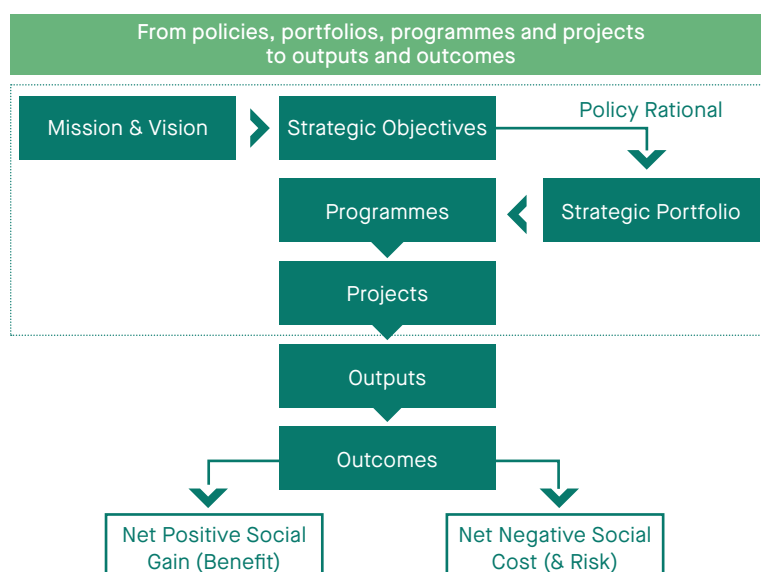 From policies, portfolios, programmes and projects
to outputs and outcomes
Mission & Vision
Strategic Objectives
Policy Rational
Strategic Portfolio
Programmes
Projects
Outputs
Outcomes
Net Positive Social
Gain (Benefit)
Net Negative Social
Cost (& Risk)